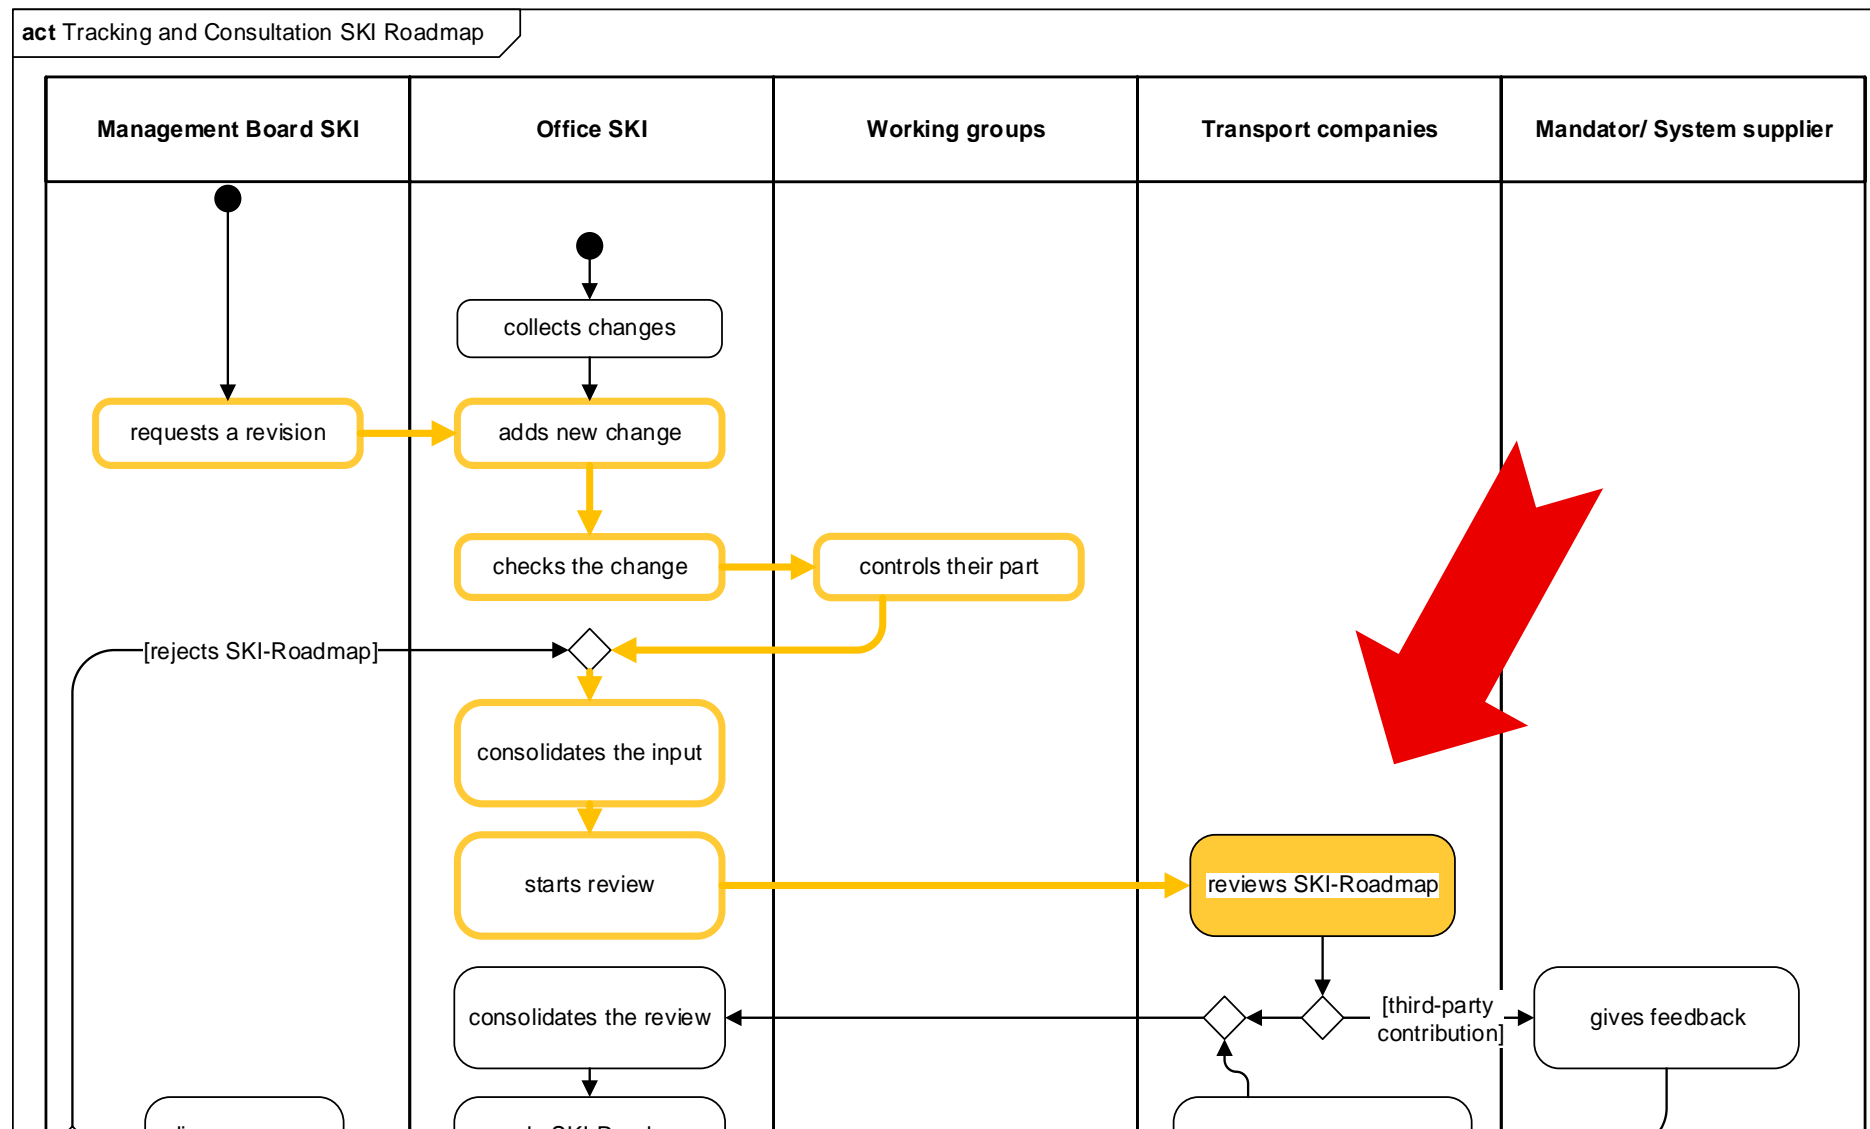 act Tracking and Consultation SKI Roadmap
Management Board SKI
Office SKI
Working groups
Transport companies
Mandator/ System supplier
collects changes
requests a revision
adds new change
checks the change
controls their part
[rejects SKI-Roadmap]
consolidates the input
starts review
reviews SKI-Roadmap
consolidates the review
[third-party
contribution]
gives feedback